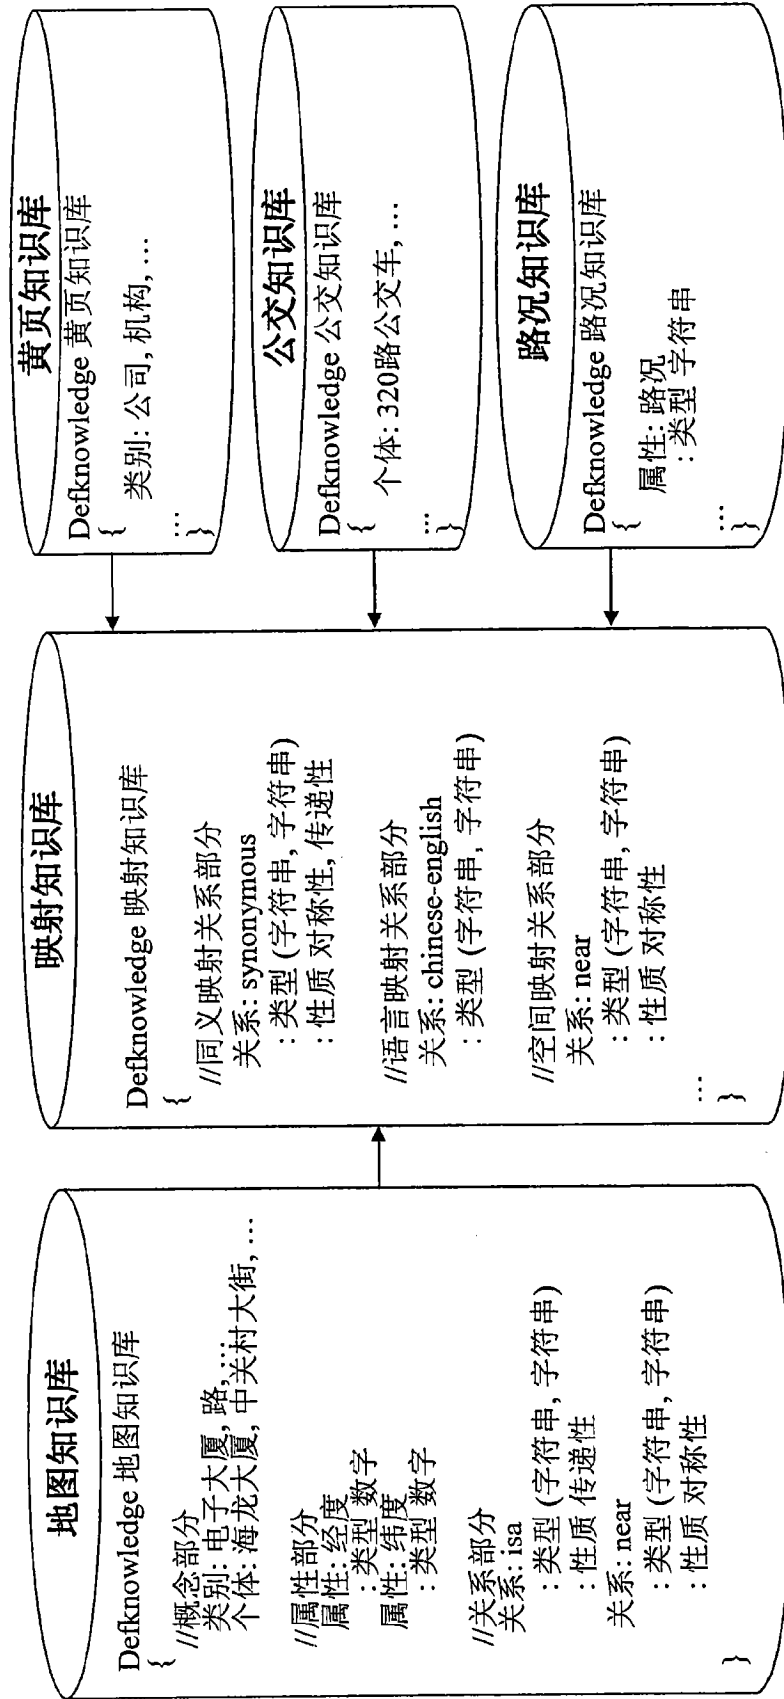 地图知识库
Defknowledge 地图知识库
{
//概念部分
类别: 电子大厦, 路, …
个体: 海龙大厦, 中关村大街, …
//属性部分
属性: 经度
: 类型 数字
属性: 纬度
: 类型 数字
//关系部分
关系: isa
: 类型 (字符串, 字符串)
: 性质 传递性
关系: near
: 类型 (字符串, 字符串)
: 性质 对称性
}
映射知识库
Defknowledge 映射知识库
{
//同义映射关系部分
关系: synonymous
: 类型 (字符串, 字符串)
: 性质 对称性, 传递性
//语言映射关系部分
关系: chinese-english
: 类型 (字符串, 字符串)
//空间映射关系部分
关系: near
: 类型 (字符串, 字符串)
: 性质 对称性
…
}
黄页知识库
Defknowledge 黄页知识库
{
类别: 公司, 机构, …
…
}
公交知识库
Defknowledge 公交知识库
{
个体: 320路公交车, …
…
}
路况知识库
Defknowledge 路况知识库
{
属性: 路况
: 类型 字符串
…
}